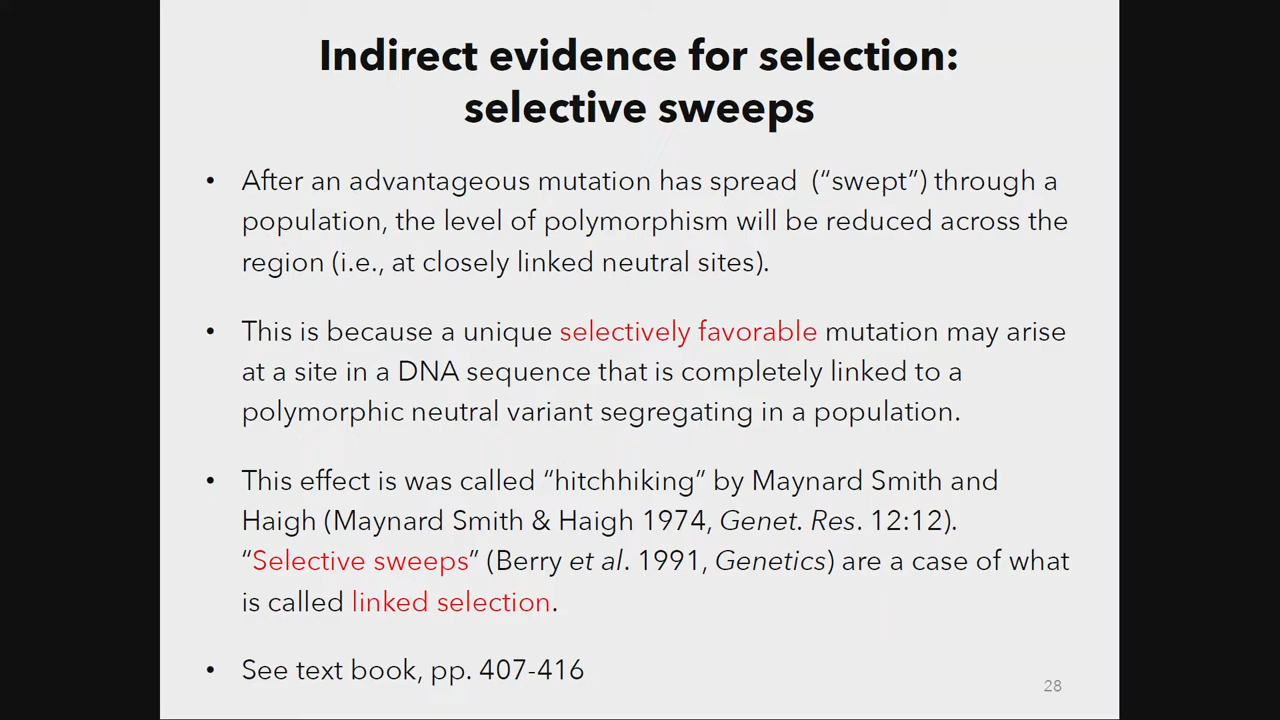 Indirect evidence for selection:
selective sweeps
• After an advantageous mutation has spread (“swept”) through a
population, the level of polymorphism will be reduced across the
region (i.e., at closely linked neutral sites).
• This is because a unique selectively favorable mutation may arise
at a site in a DNA sequence that is completely linked to a
polymorphic neutral variant segregating in a population.
• This effect is was called “hitchhiking” by Maynard Smith and
Haigh (Maynard Smith & Haigh 1974, Genet. Res. 12:12).
“Selective sweeps” (Berry et al. 1991, Genetics) are a case of what
is called linked selection.
• See text book, pp. 407-416
28